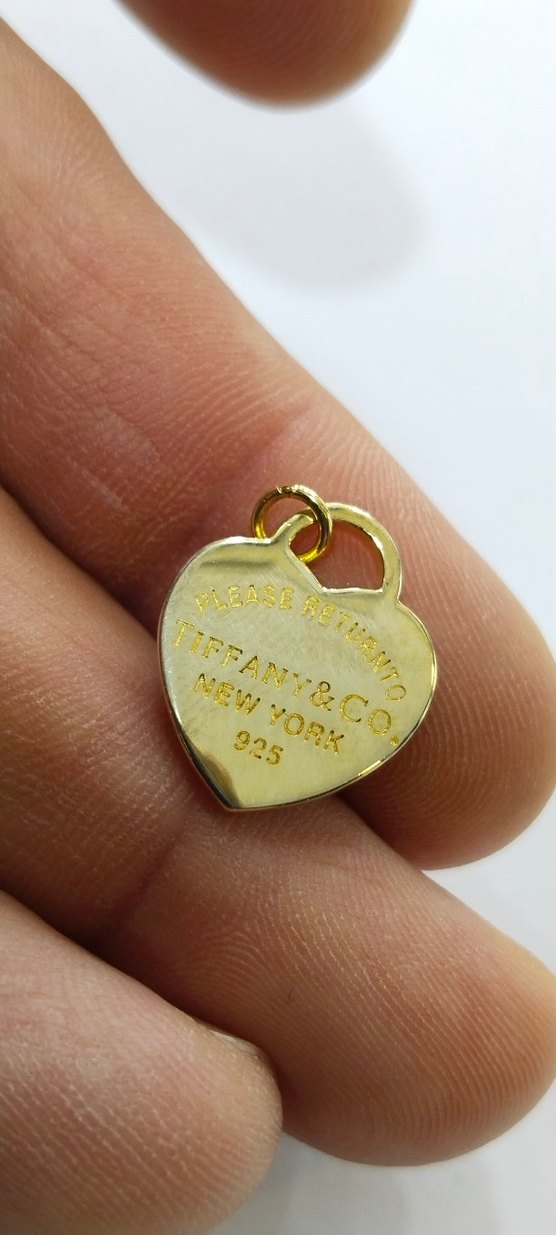 PLEASE RETURN TO
TIFFANY & CO.
NEW YORK
925